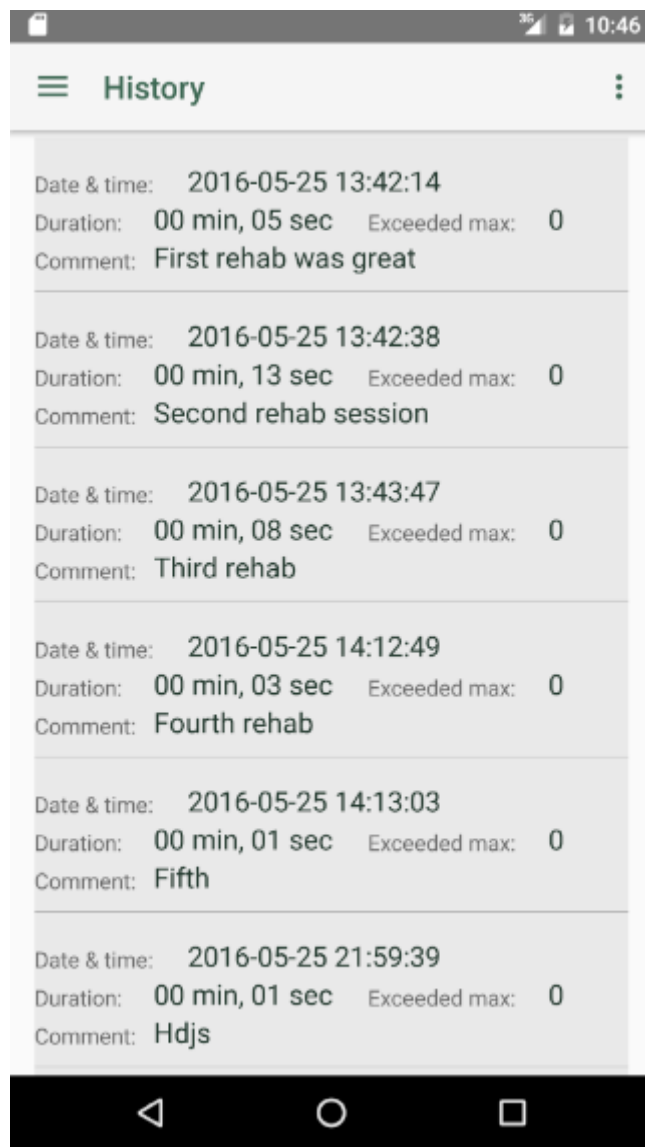 3G 10:46
History
Date & time: 2016-05-25 13:42:14
Duration: 00 min, 05 sec Exceeded max: 0
Comment: First rehab was great
Date & time: 2016-05-25 13:42:38
Duration: 00 min, 13 sec Exceeded max: 0
Comment: Second rehab session
Date & time: 2016-05-25 13:43:47
Duration: 00 min, 08 sec Exceeded max: 0
Comment: Third rehab
Date & time: 2016-05-25 14:12:49
Duration: 00 min, 03 sec Exceeded max: 0
Comment: Fourth rehab
Date & time: 2016-05-25 14:13:03
Duration: 00 min, 01 sec Exceeded max: 0
Comment: Fifth
Date & time: 2016-05-25 21:59:39
Duration: 00 min, 01 sec Exceeded max: 0
Comment: Hdjs